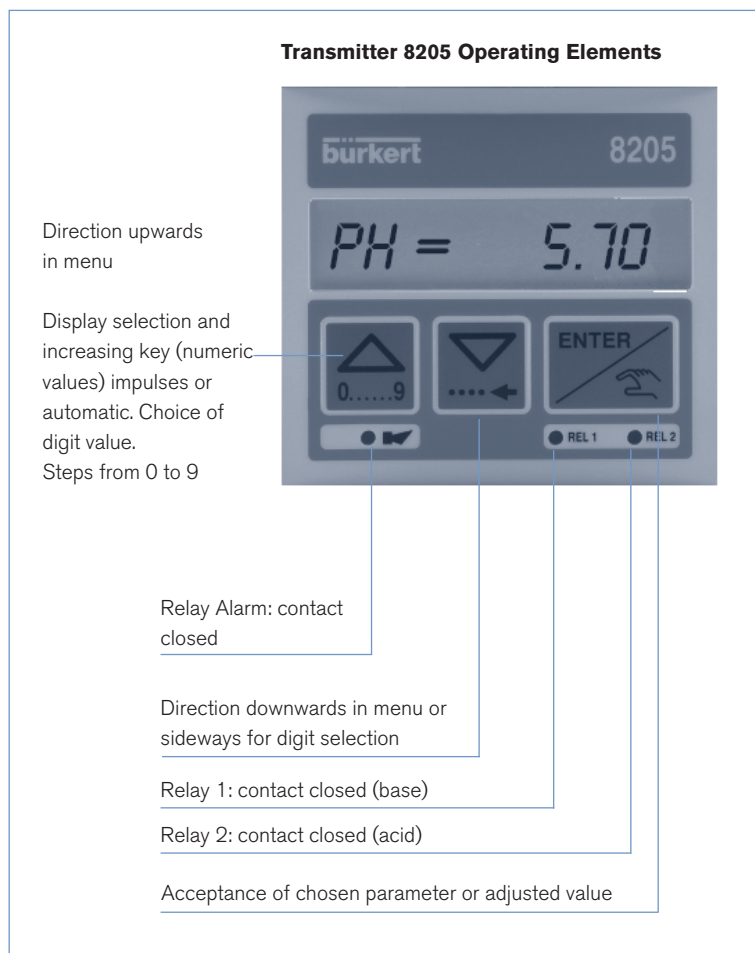 Transmitter 8205 Operating Elements
bürkert
8205
PH = 5.70
Direction upwards
in menu
Display selection and
increasing key (numeric
values) impulses or
automatic. Choice of
digit value.
Steps from 0 to 9
0......9
ENTER
REL 1
REL 2
Relay Alarm: contact
closed
Direction downwards in menu or
sideways for digit selection
Relay 1: contact closed (base)
Relay 2: contact closed (acid)
Acceptance of chosen parameter or adjusted value